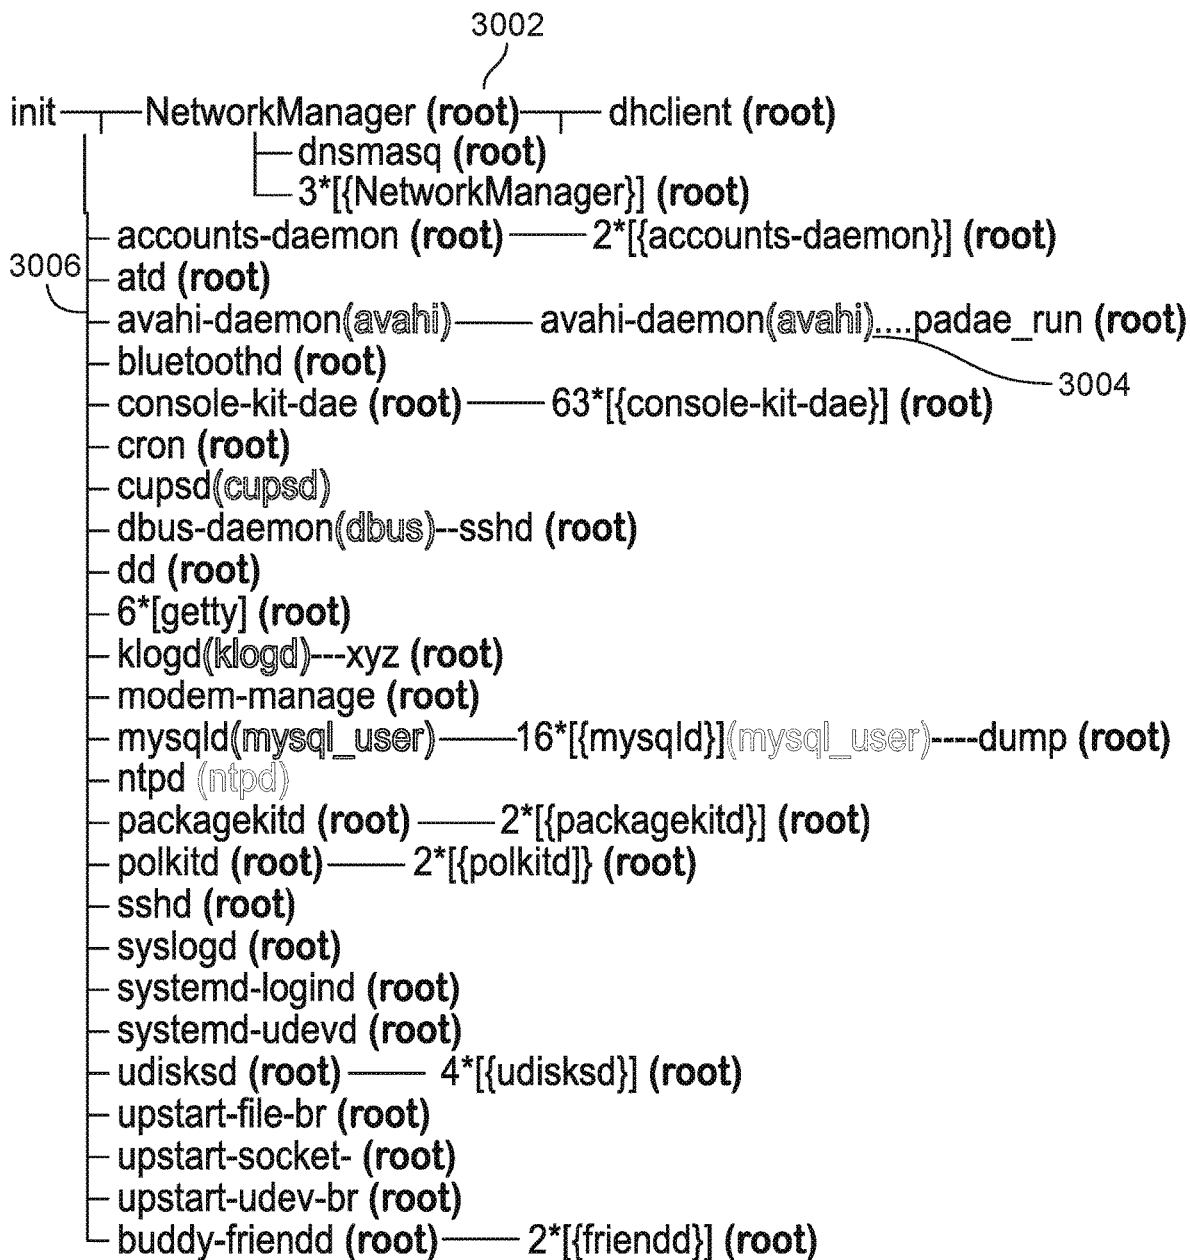 3002
init NetworkManager (root) dhclient (root)
dnsmasq (root)
3*[{NetworkManager}] (root)
accounts-daemon (root) 2*[{accounts-daemon}] (root)
3006
atd (root)
avahi-daemon(avahi) avahi-daemon(avahi)....padae_run (root)
bluetoothd (root)
3004
console-kit-dae (root) 63*[{console-kit-dae}] (root)
cron (root)
cupsd(cupsd)
dbus-daemon(dbus)--sshd (root)
dd (root)
6*[getty] (root)
klogd(klogd)---xyz (root)
modem-manage (root)
mysqld(mysql_user) 16*[{mysqld}](mysql_user)----dump (root)
ntpd (ntpd)
packagekitd (root) 2*[{packagekitd}] (root)
polkitd (root) 2*[{polkitd]} (root)
sshd (root)
syslogd (root)
systemd-logind (root)
systemd-udevd (root)
udisksd (root) 4*[{udisksd}] (root)
upstart-file-br (root)
upstart-socket- (root)
upstart-udev-br (root)
buddy-friendd (root) 2*[{friendd}] (root)